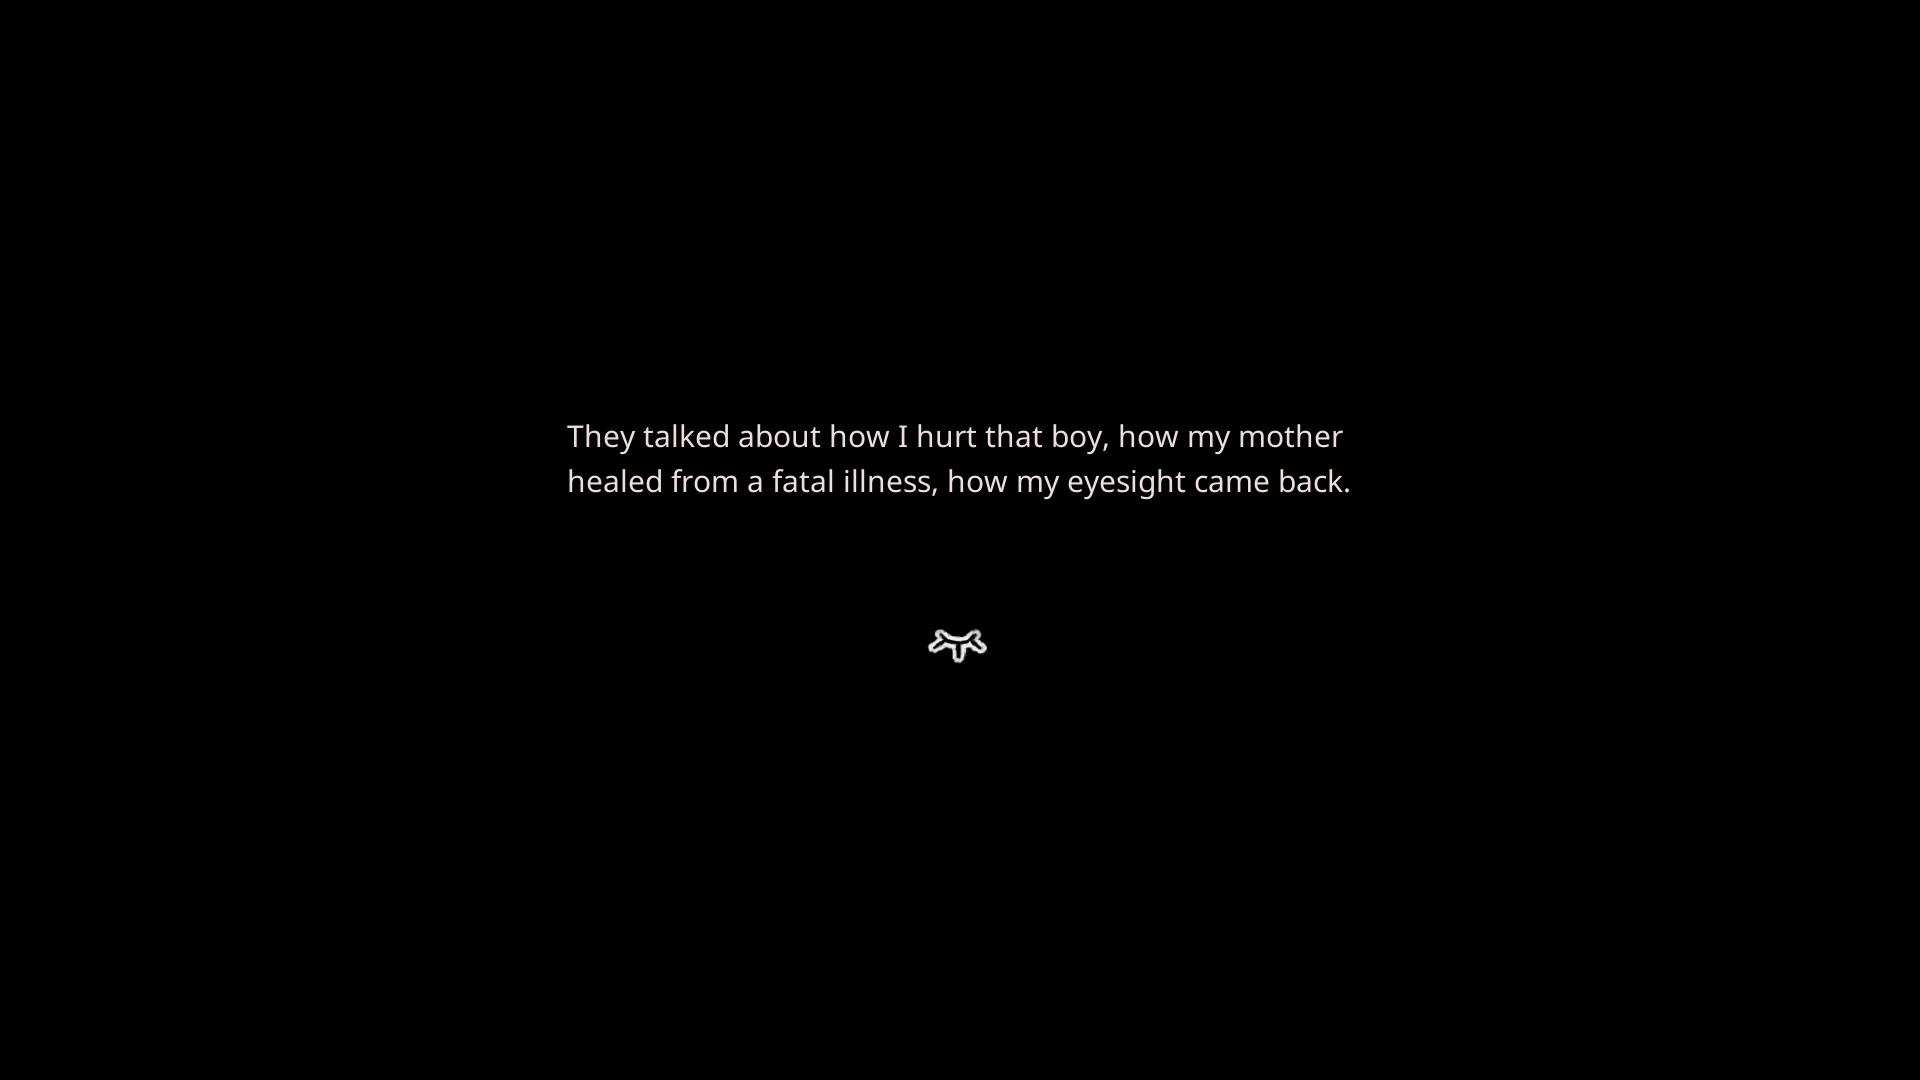 They talked about how I hurt that boy, how my mother
healed from a fatal illness, how my eyesight came back.